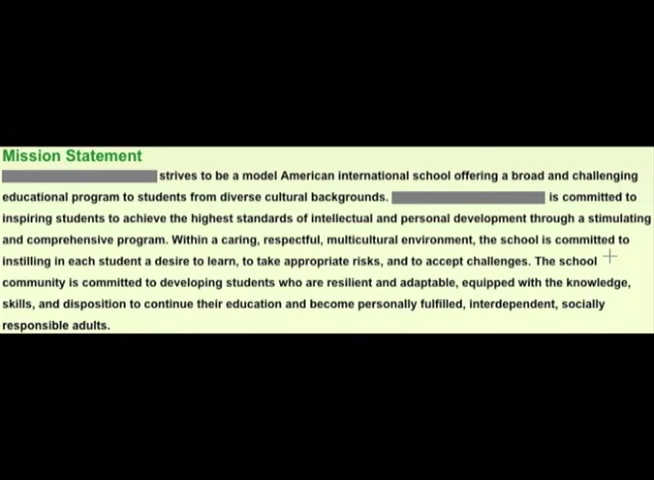 Mission Statement
strives to be a model American international school offering a broad and challenging
educational program to students from diverse cultural backgrounds. is committed to
inspiring students to achieve the highest standards of intellectual and personal development through a stimulating
and comprehensive program. Within a caring, respectful, multicultural environment, the school is committed to
instilling in each student a desire to learn, to take appropriate risks, and to accept challenges. The school
community is committed to developing students who are resilient and adaptable, equipped with the knowledge,
skills, and disposition to continue their education and become personally fulfilled, interdependent, socially
responsible adults.